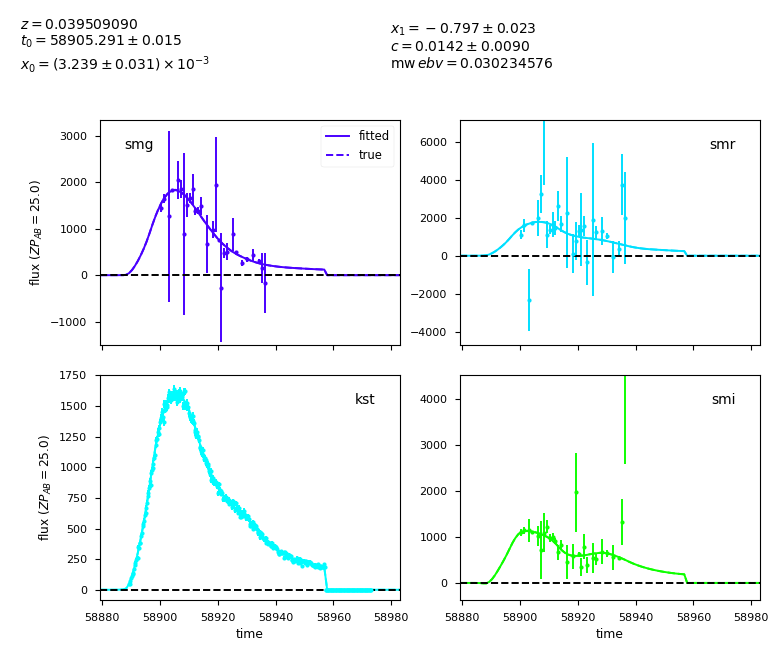 z = 0.039509090
t₀ = 58905.291 ± 0.015
x₀ = (3.239 ± 0.031) × 10⁻³
x₁ = −0.797 ± 0.023
c = 0.0142 ± 0.0090
mw ebv = 0.030234576
smg
fitted
true
3000
2000
1000
0
−1000
flux (ZP_AB = 25.0)
smr
6000
4000
2000
0
−2000
−4000
kst
1750
1500
1250
1000
750
500
250
0
flux (ZP_AB = 25.0)
58880 58900 58920 58940 58960 58980
time
smi
4000
3000
2000
1000
0
58880 58900 58920 58940 58960 58980
time